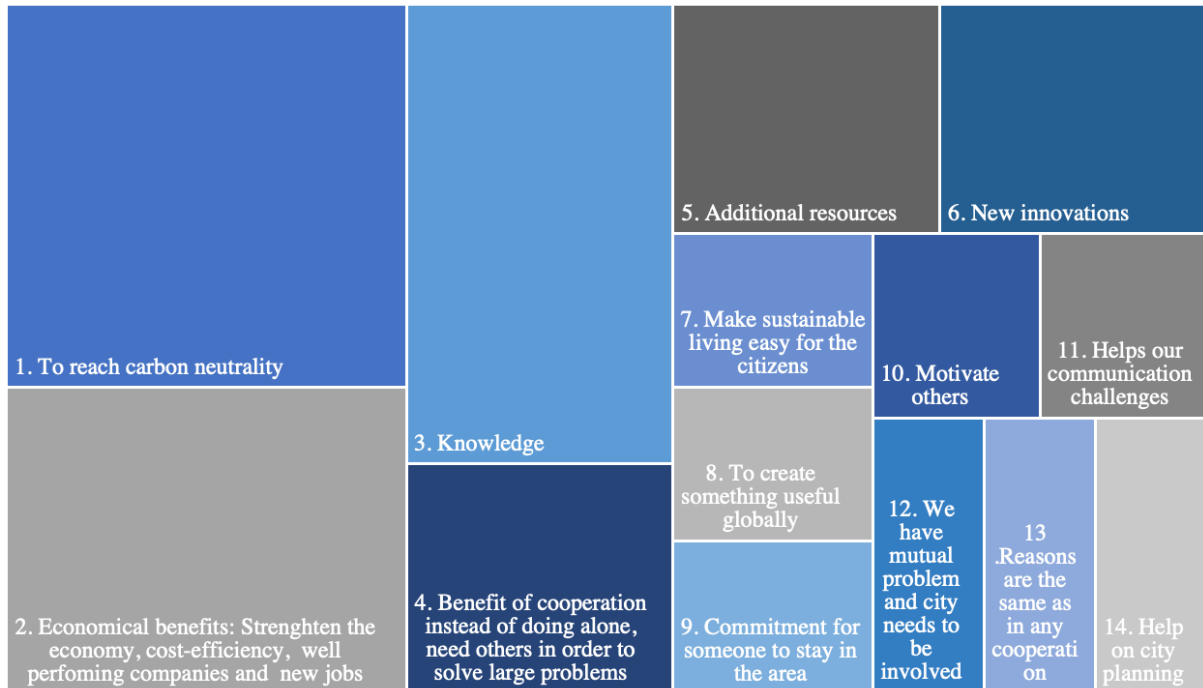 1. To reach carbon neutrality
2. Economical benefits: Strenghten the
economy, cost-efficiency, well
perfoming companies and new jobs
3. Knowledge
4. Benefit of cooperation
instead of doing alone,
need others in order to
solve large problems
5. Additional resources
6. New innovations
7. Make sustainable
living easy for the
citizens
8. To create
something useful
globally
9. Commitment for
someone to stay in
the area
10. Motivate
others
11. Helps our
communication
challenges
12. We
have
mutual
problem
and city
needs to
be
involved
13
.Reasons
are the
same as
in any
cooperati
on
14. Help
on city
planning